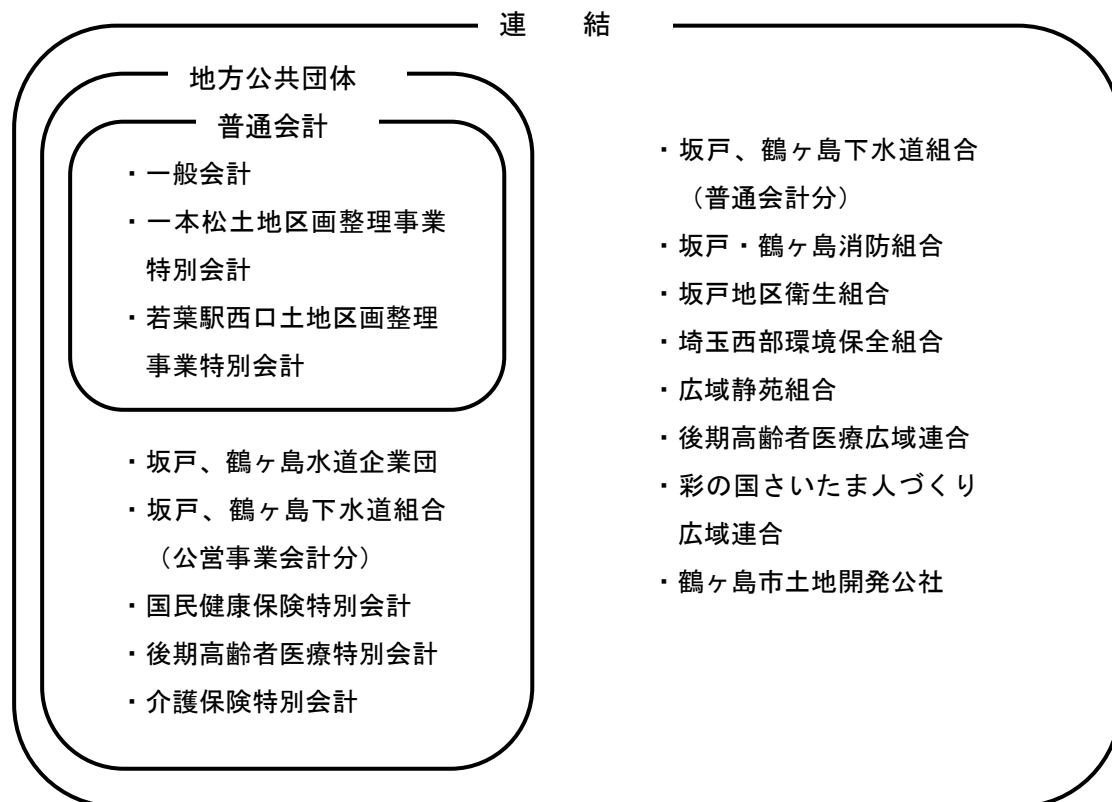 連　　結
地方公共団体
普通会計
・一般会計
・一本松土地区画整理事業
特別会計
・若葉駅西口土地区画整理
事業特別会計
・坂戸、鶴ヶ島水道企業団
・坂戸、鶴ヶ島下水道組合
（公営事業会計分）
・国民健康保険特別会計
・後期高齢者医療特別会計
・介護保険特別会計
・坂戸、鶴ヶ島下水道組合
（普通会計分）
・坂戸・鶴ヶ島消防組合
・坂戸地区衛生組合
・埼玉西部環境保全組合
・広域静苑組合
・後期高齢者医療広域連合
・彩の国さいたま人づくり
広域連合
・鶴ヶ島市土地開発公社